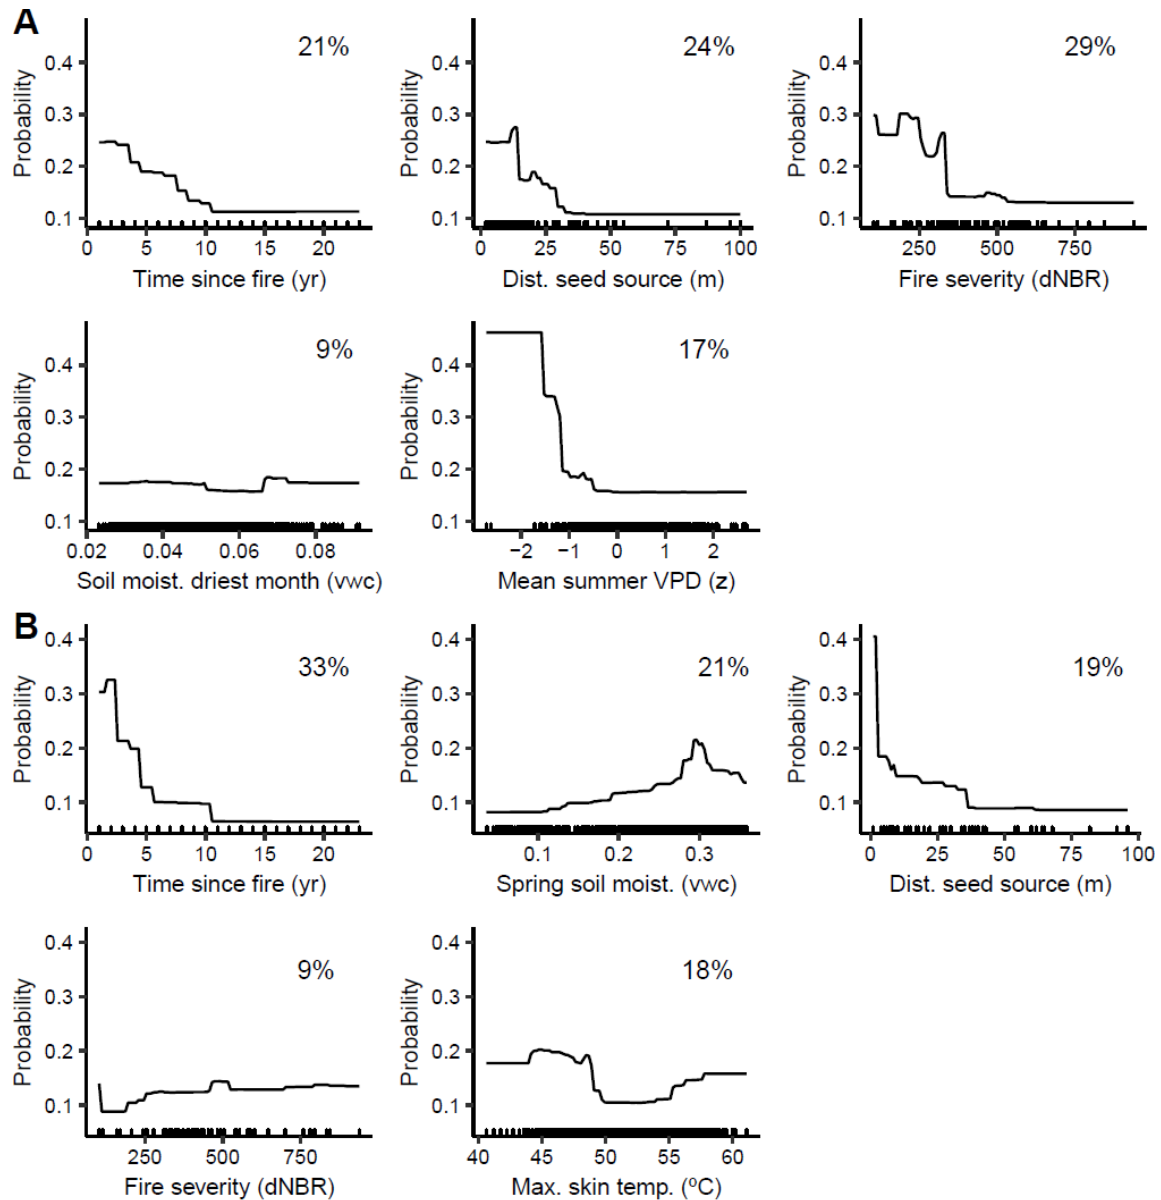 A
21%
24%
29%
Probability
0.4
0.3
0.2
0.1
0 5 10 15 20
Time since fire (yr)
Probability
0.4
0.3
0.2
0.1
0 25 50 75 100
Dist. seed source (m)
Probability
0.4
0.3
0.2
0.1
250 500 750
Fire severity (dNBR)
9%
17%
Probability
0.4
0.3
0.2
0.1
0.02 0.04 0.06 0.08
Soil moist. driest month (vwc)
Probability
0.4
0.3
0.2
0.1
−2 −1 0 1 2
Mean summer VPD (z)
B
33%
21%
19%
Probability
0.4
0.3
0.2
0.1
0 5 10 15 20
Time since fire (yr)
Probability
0.4
0.3
0.2
0.1
0.1 0.2 0.3
Spring soil moist. (vwc)
Probability
0.4
0.3
0.2
0.1
0 25 50 75 100
Dist. seed source (m)
9%
18%
Probability
0.4
0.3
0.2
0.1
250 500 750
Fire severity (dNBR)
Probability
0.4
0.3
0.2
0.1
40 45 50 55 60
Max. skin temp. (ºC)